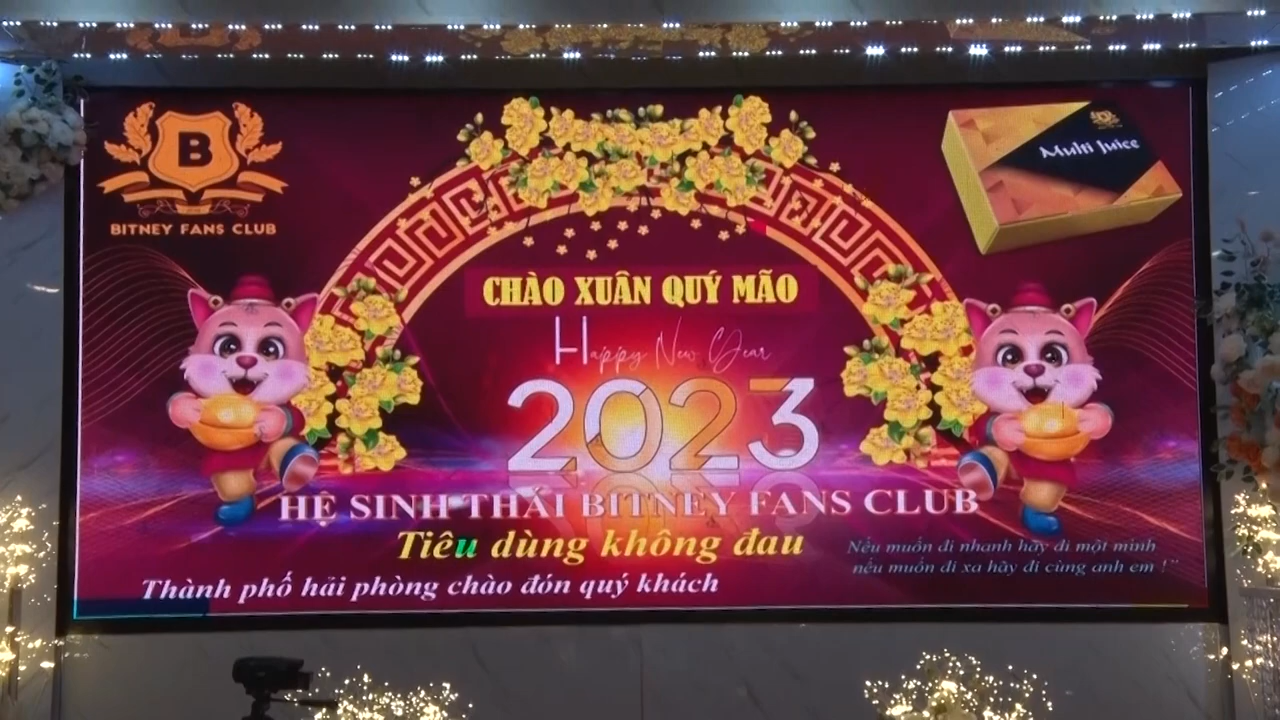 B
BITNEY FANS CLUB
Multi Juice
CHÀO XUÂN QUÝ MÃO
Happy New Year
2023
HỆ SINH THÁI BITNEY FANS CLUB
Tiêu dùng không đau
Nếu muốn đi nhanh hãy đi một mình
nếu muốn đi xa hãy đi cùng anh em !"
Thành phố hải phòng chào đón quý khách